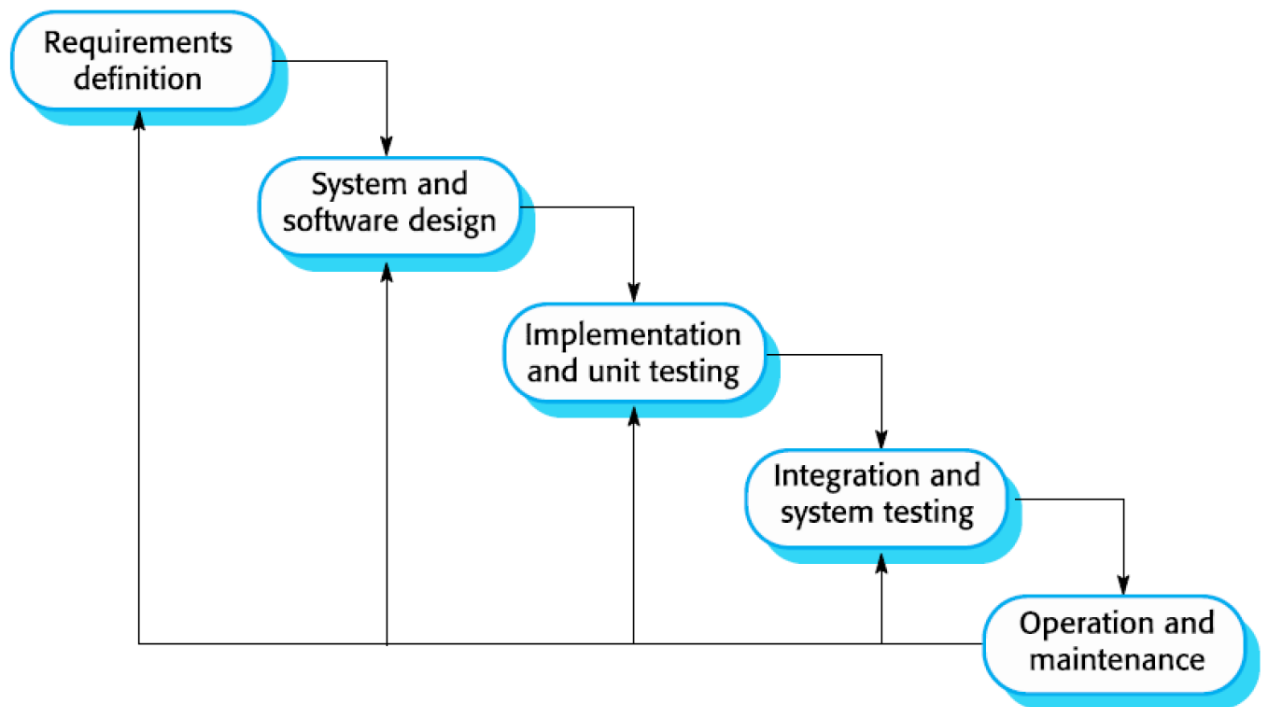 Requirements
definition
System and
software design
Implementation
and unit testing
Integration and
system testing
Operation and
maintenance